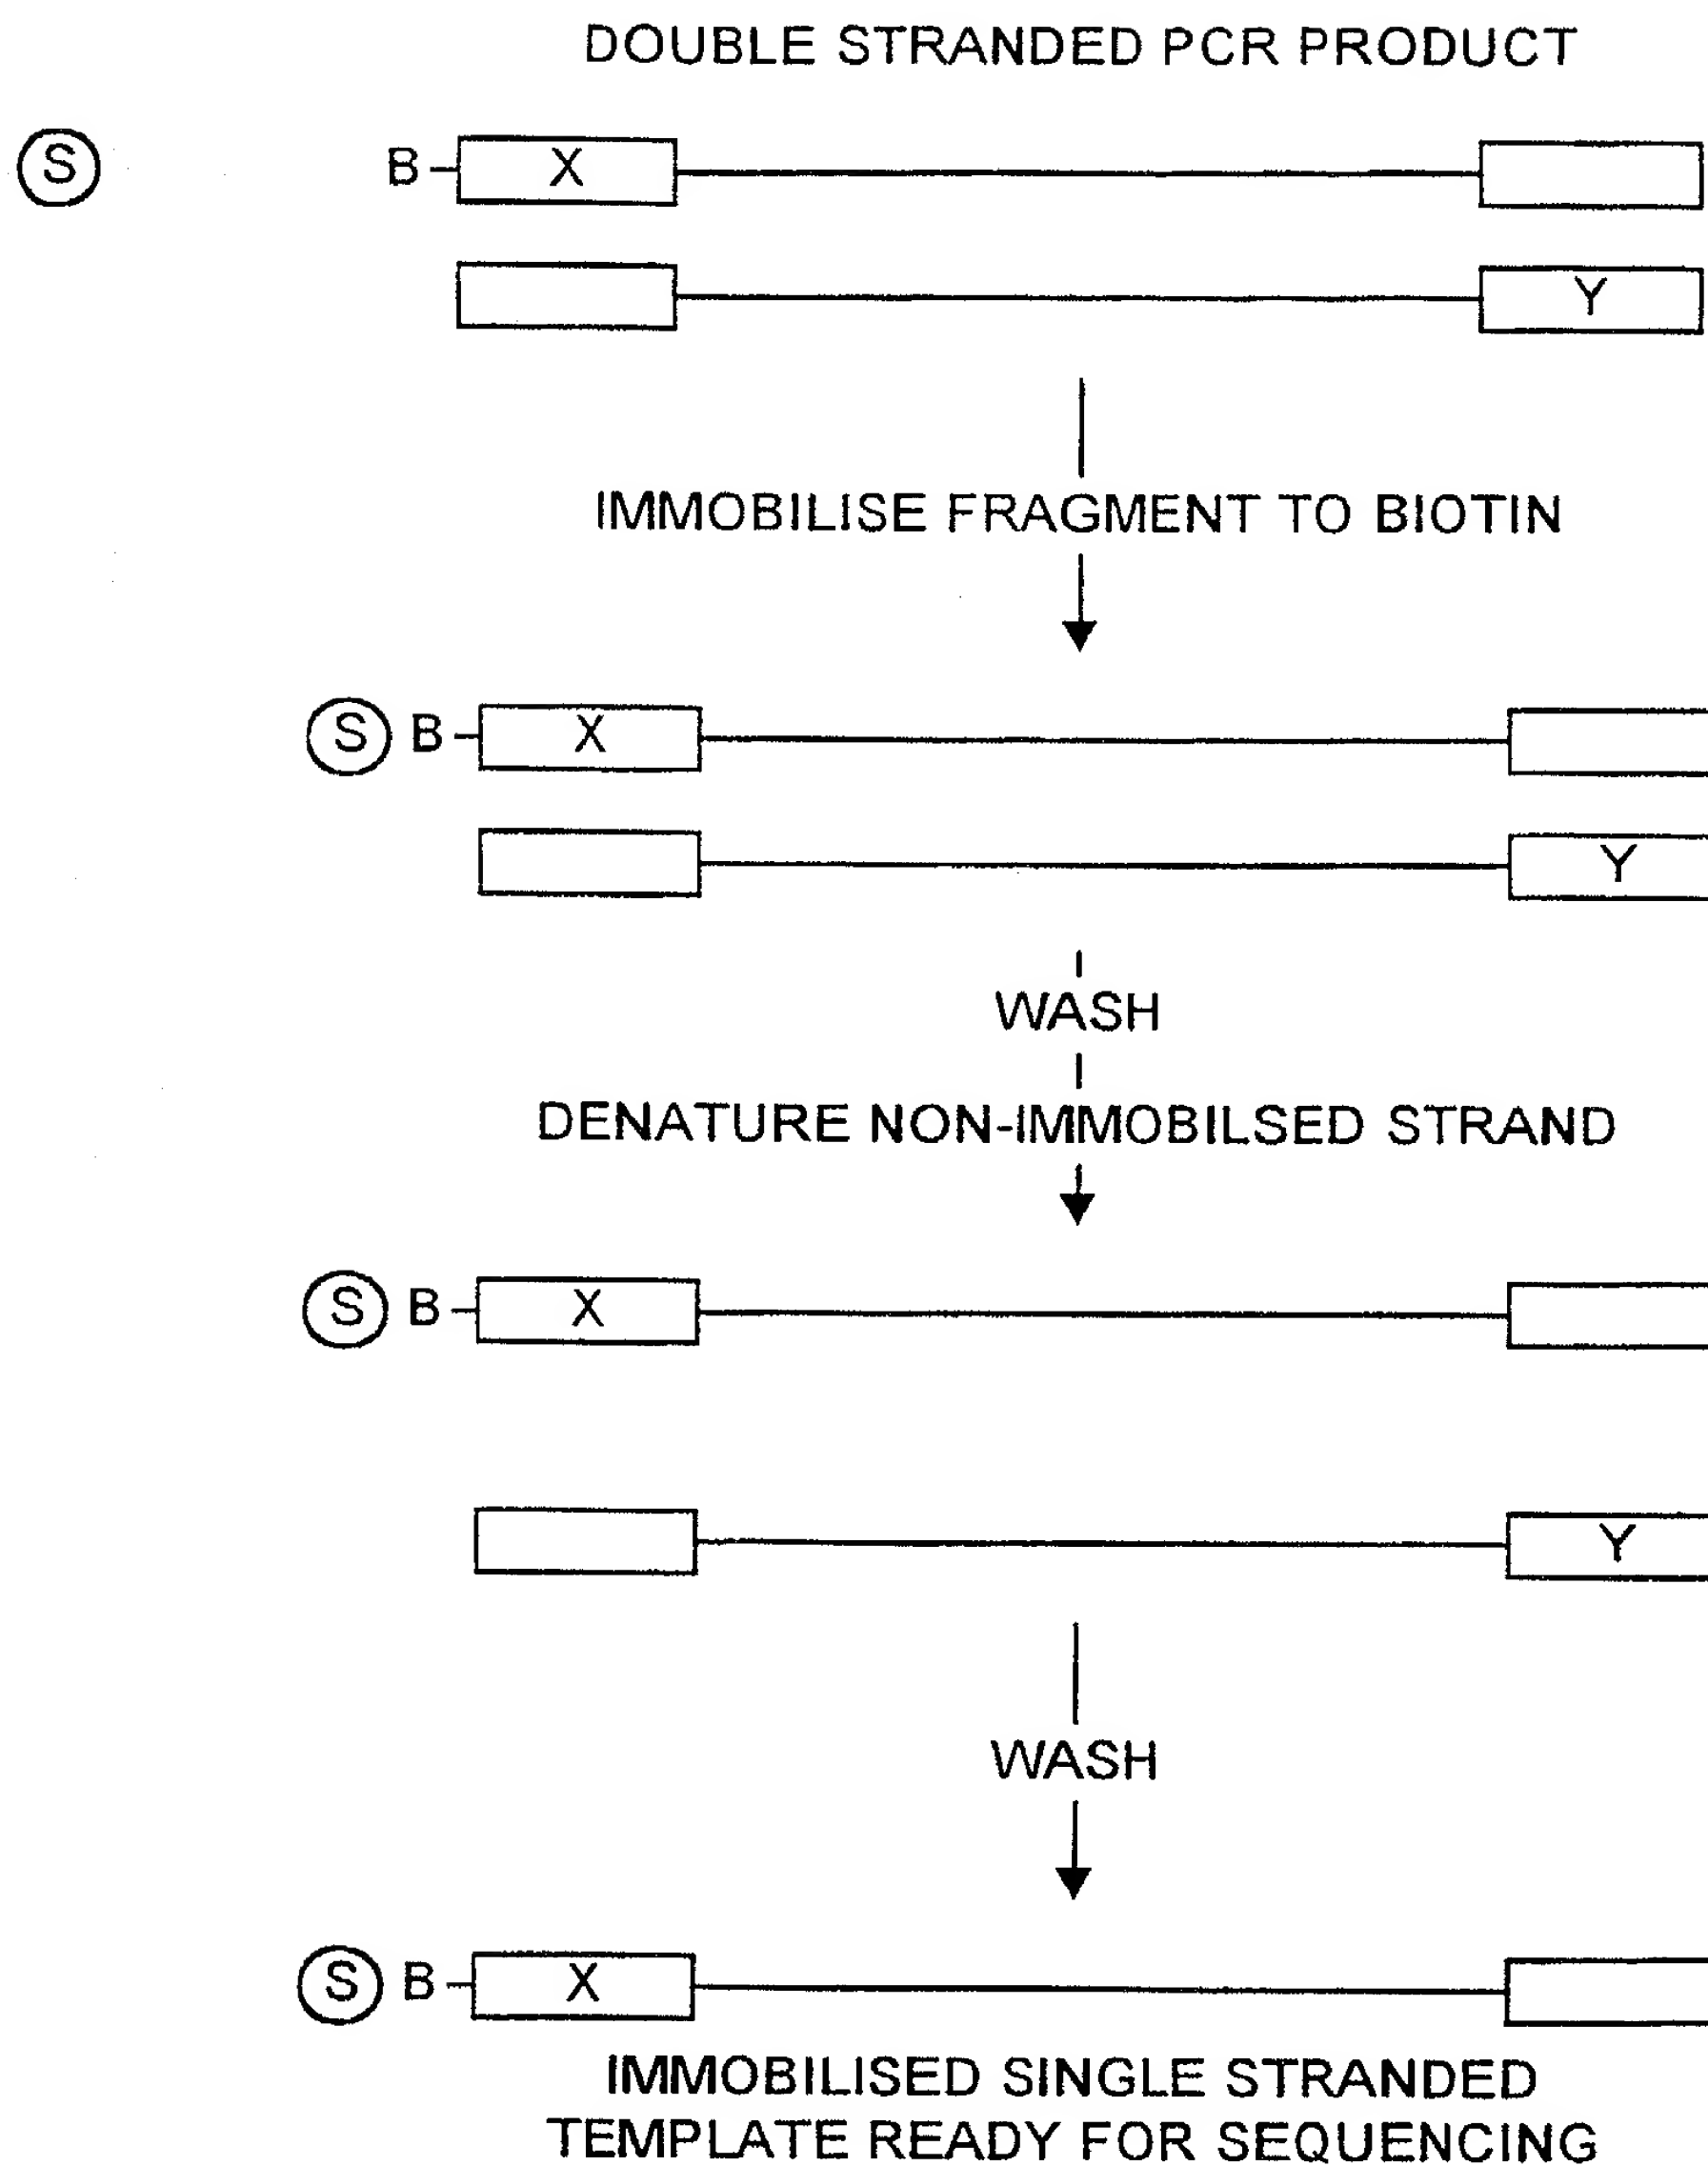 DOUBLE STRANDED PCR PRODUCT
S B X
Y
IMMOBILISE FRAGMENT TO BIOTIN
S B X
Y
WASH
DENATURE NON-IMMOBILSED STRAND
S B X
Y
WASH
S B X
IMMOBILISED SINGLE STRANDED
TEMPLATE READY FOR SEQUENCING